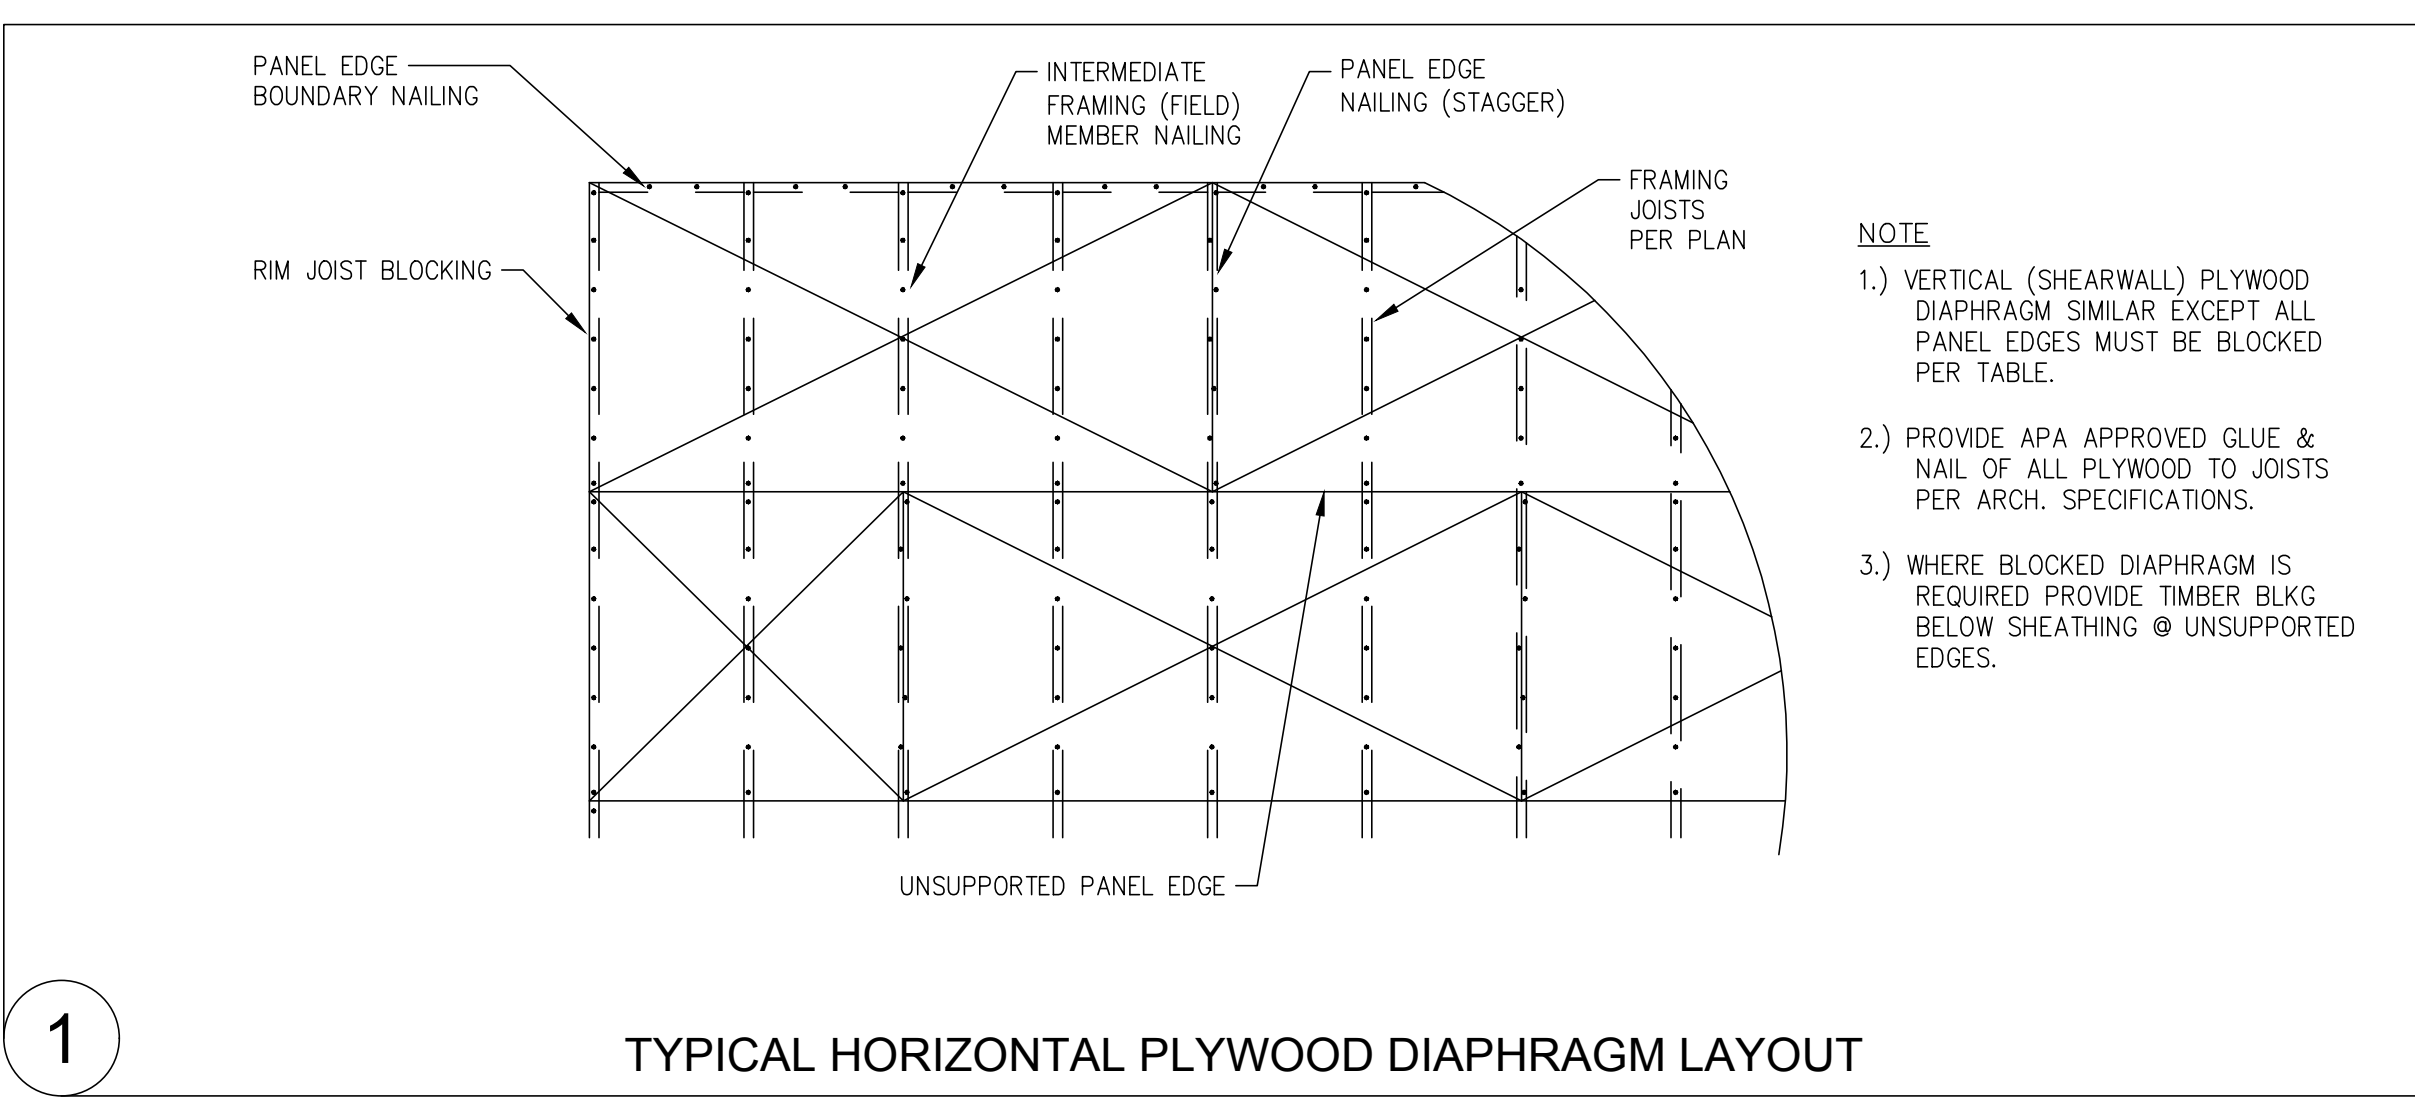 PANEL EDGE
BOUNDARY NAILING
INTERMEDIATE
FRAMING (FIELD)
MEMBER NAILING
PANEL EDGE
NAILING (STAGGER)
FRAMING
JOISTS
PER PLAN
RIM JOIST BLOCKING
UNSUPPORTED PANEL EDGE
NOTE
1.) VERTICAL (SHEARWALL) PLYWOOD
DIAPHRAGM SIMILAR EXCEPT ALL
PANEL EDGES MUST BE BLOCKED
PER TABLE.
2.) PROVIDE APA APPROVED GLUE &
NAIL OF ALL PLYWOOD TO JOISTS
PER ARCH. SPECIFICATIONS.
3.) WHERE BLOCKED DIAPHRAGM IS
REQUIRED PROVIDE TIMBER BLKG
BELOW SHEATHING @ UNSUPPORTED
EDGES.
1
TYPICAL HORIZONTAL PLYWOOD DIAPHRAGM LAYOUT